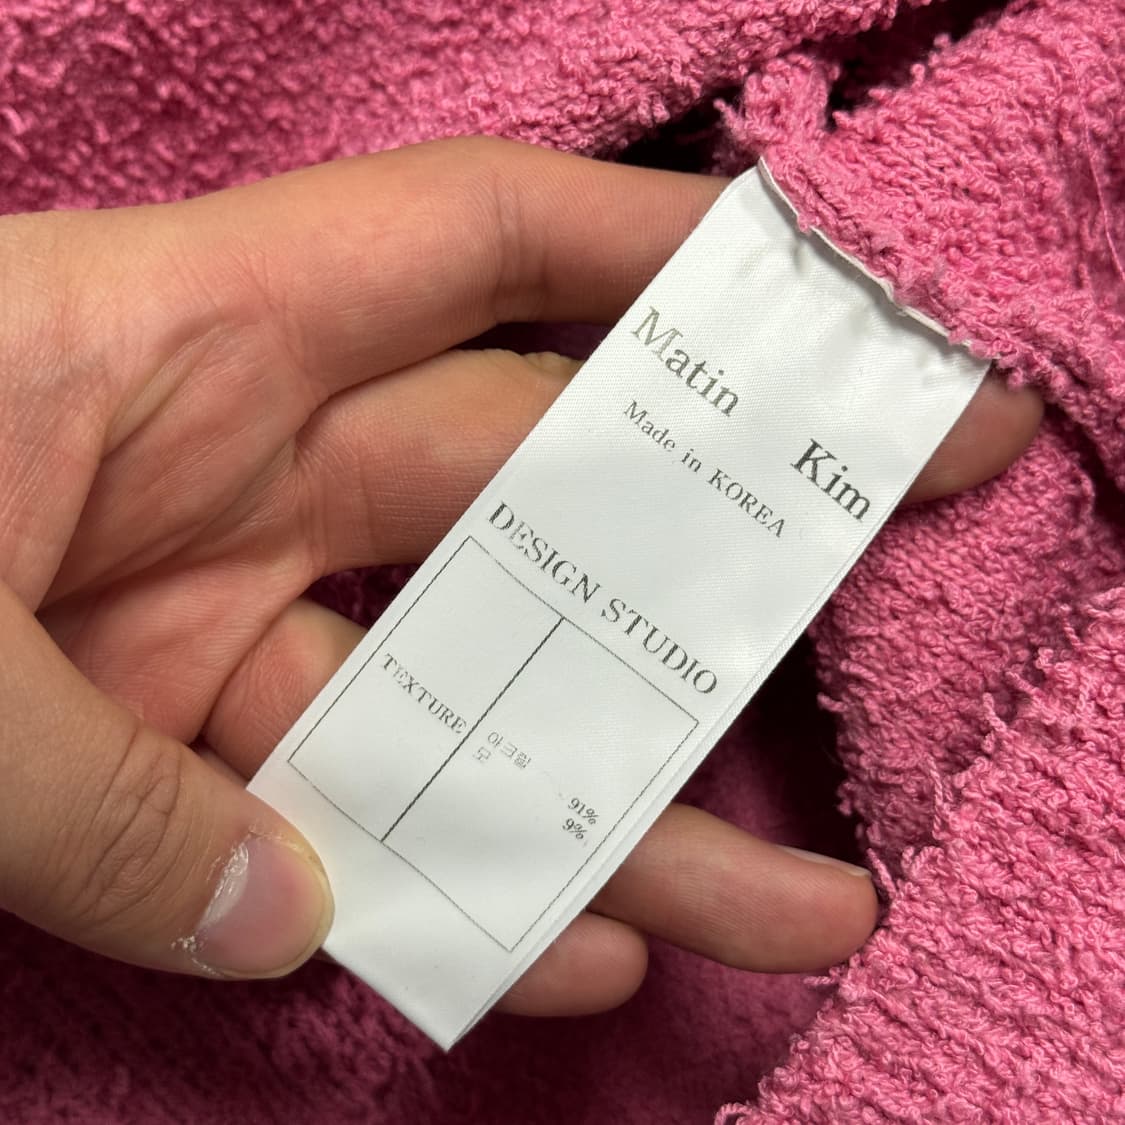 Matin Kim
Made in KOREA
DESIGN STUDIO
TEXTURE
아크릴 91%
모 9%